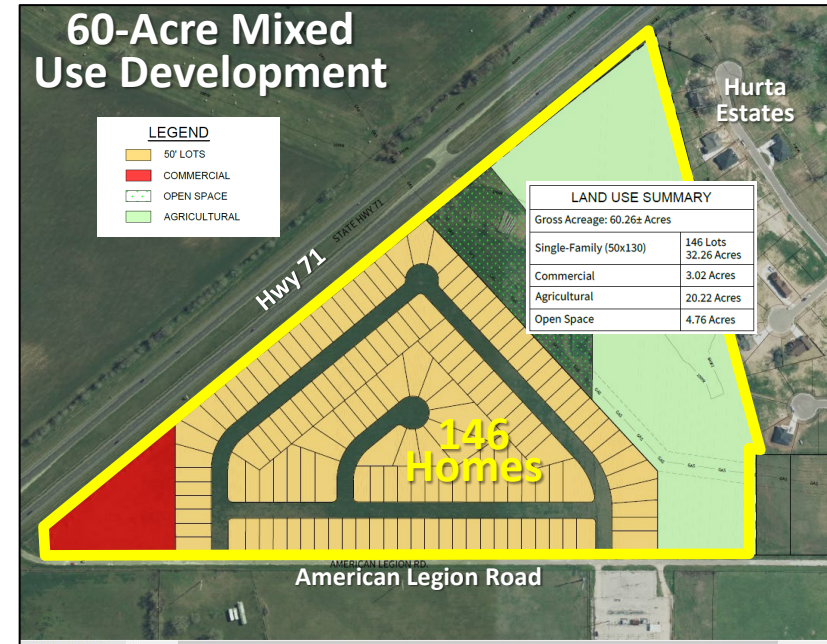 60-Acre Mixed
Use Development
Hurta
Estates
LEGEND
50' LOTS
COMMERCIAL
OPEN SPACE
AGRICULTURAL
LAND USE SUMMARY
Gross Acreage: 60.26± Acres
Single-Family (50x130)
146 Lots
32.26 Acres
Commercial
3.02 Acres
Agricultural
20.22 Acres
Open Space
4.76 Acres
STATE HWY 71
Hwy 71
146
Homes
AMERICAN LEGION RD.
American Legion Road